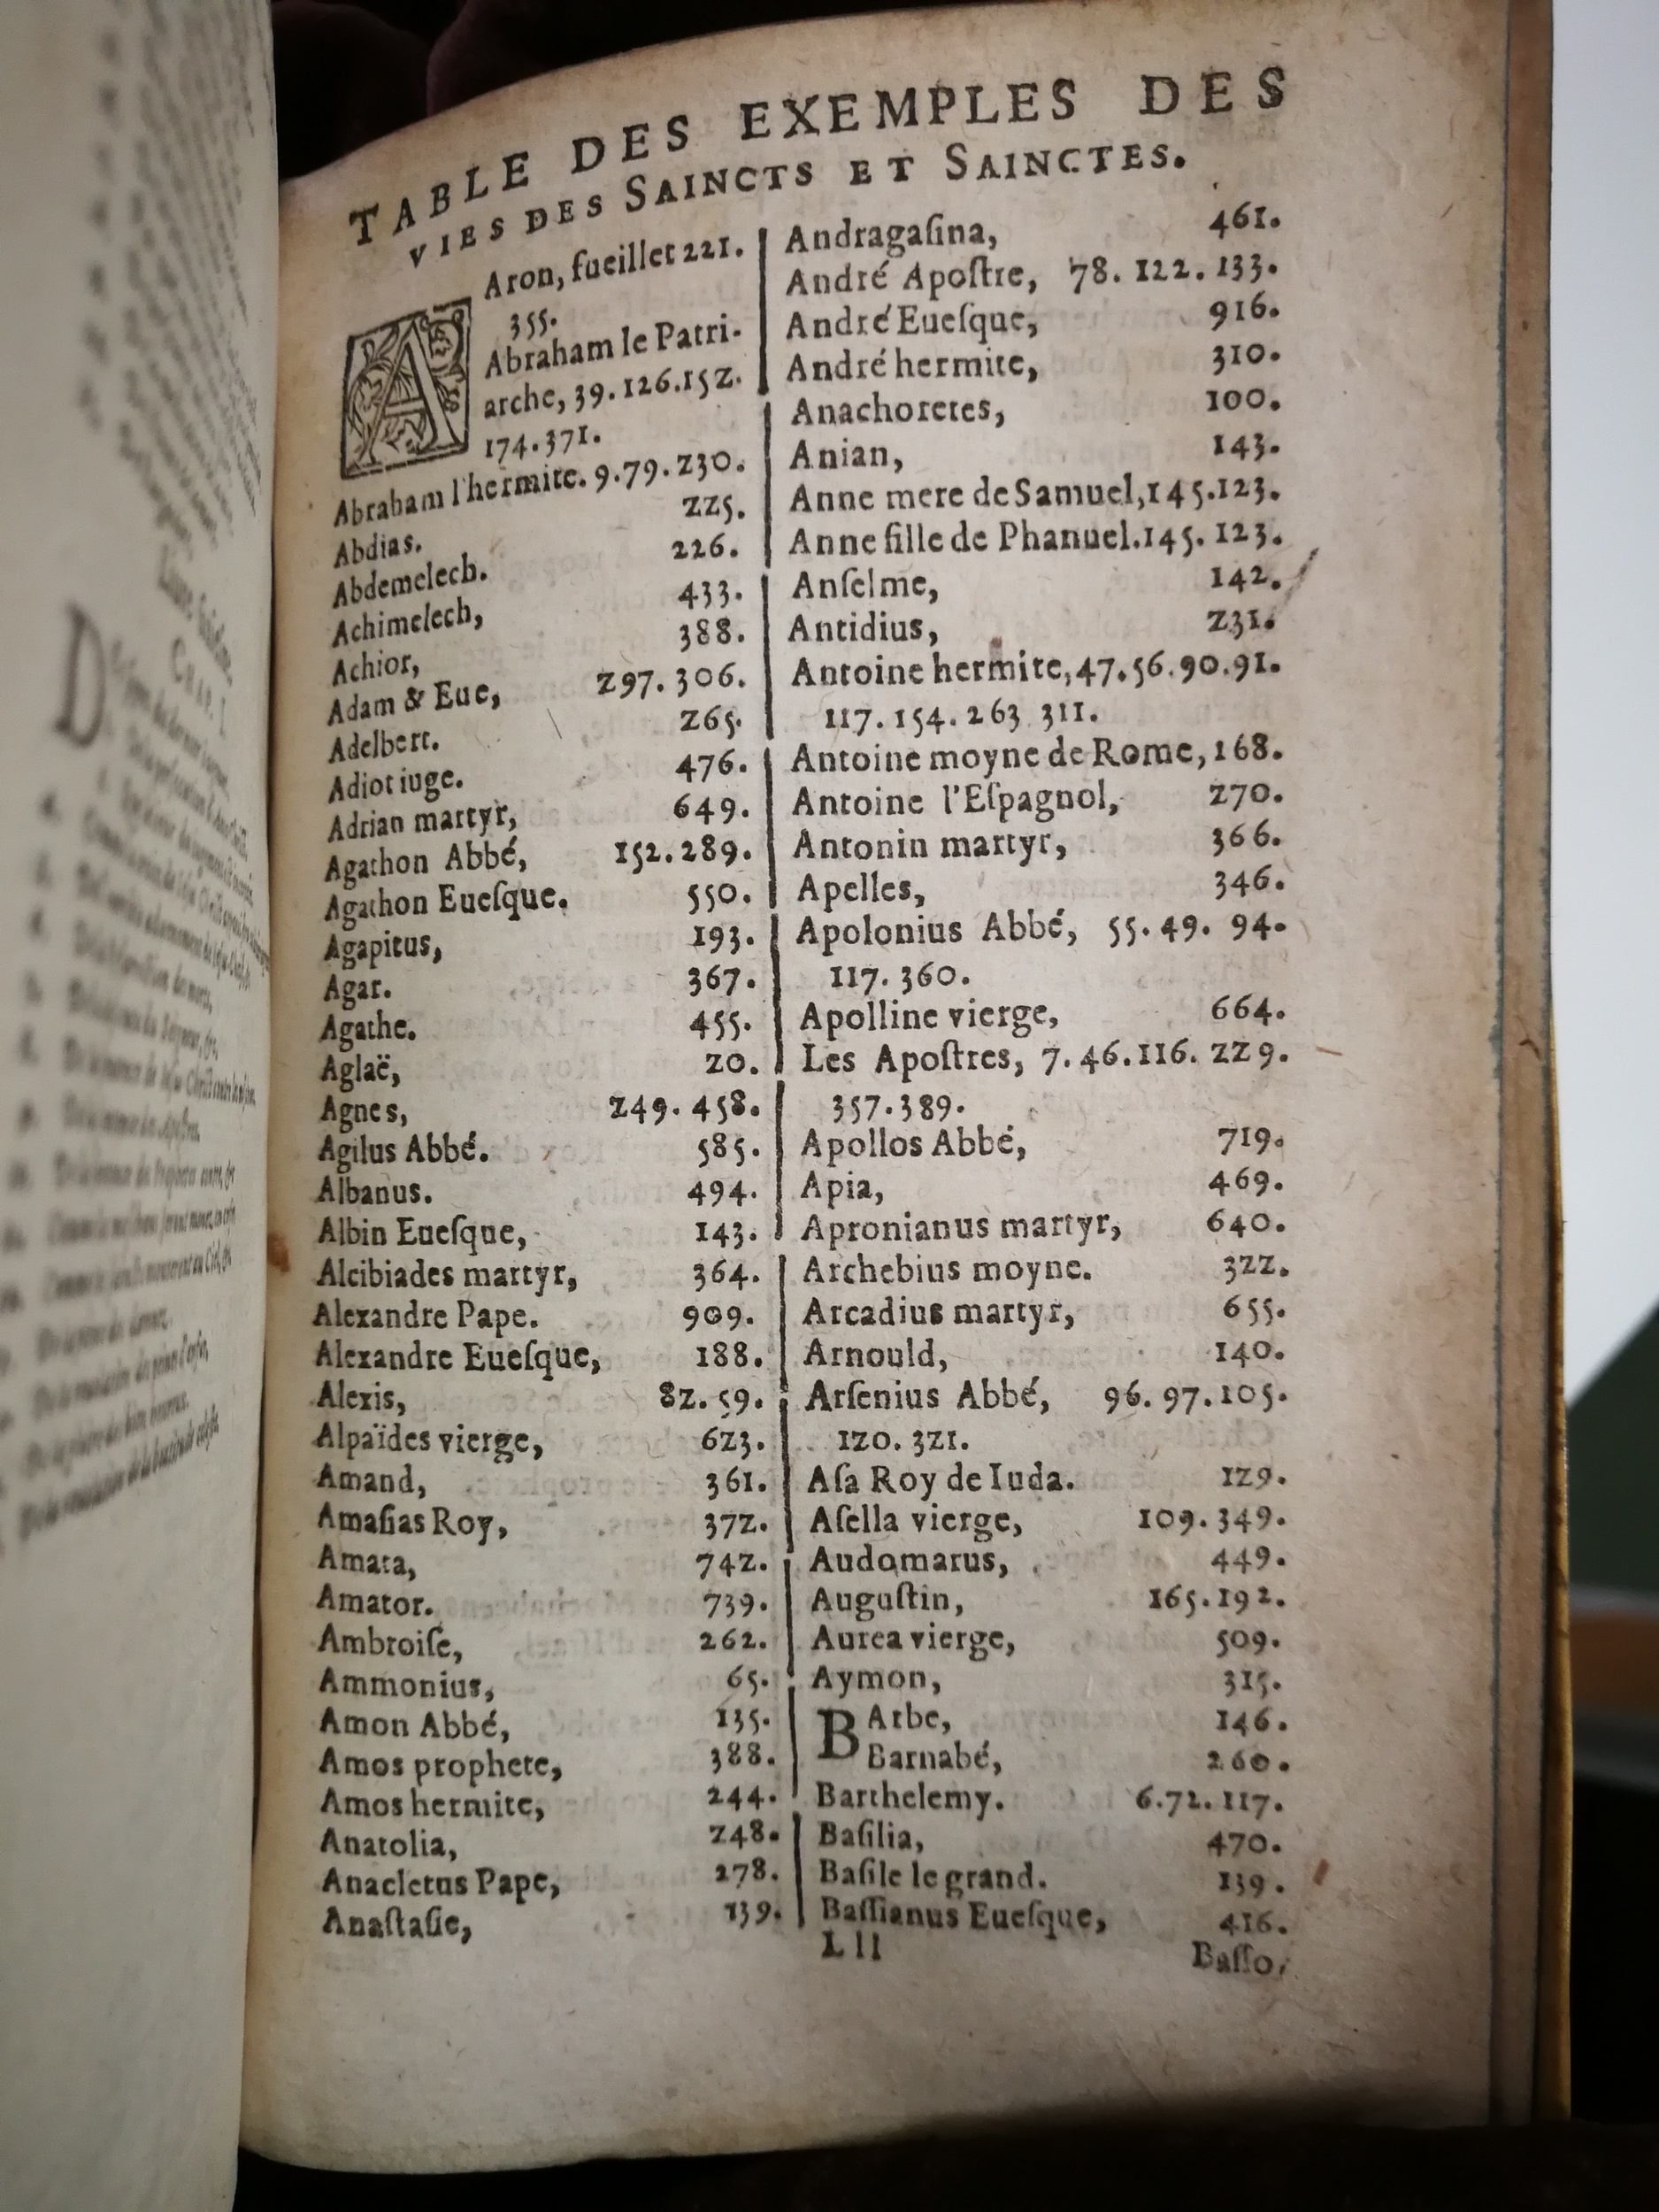 TABLE DES EXEMPLES DES
VIES DES SAINCTS ET SAINCTES.
AAron, fueillet 221.
355.
Abraham le Patri-
arche, 39.126.152.
174.371.
Abraham l'hermite. 9.79.230.
Abdias. 225.
Abdemelech. 226.
Achimelech, 433.
Achior, 388.
Adam & Eue, 297.306.
Adelbert. 265.
Adiot iuge. 476.
Adrian martyr, 649.
Agathon Abbé, 152.289.
Agathon Eueſque. 550.
Agapitus, 193.
Agar. 367.
Agathe. 455.
Aglaë, 20.
Agnes, 249.458.
Agilus Abbé. 585.
Albanus. 494.
Albin Eueſque, 143.
Alcibiades martyr, 364.
Alexandre Pape. 909.
Alexandre Eueſque, 188.
Alexis, 82.59.
Alpaïdes vierge, 623.
Amand, 361.
Amaſias Roy, 372.
Amata, 742.
Amator. 739.
Ambroiſe, 262.
Ammonius, 65.
Amon Abbé, 135.
Amos prophete, 388.
Amos hermite, 244.
Anatolia, 248.
Anacletus Pape, 278.
Anaſtaſie, 139.
Andragaſina, 461.
André Apoſtre, 78.122.133.
André Eueſque, 916.
André hermite, 310.
Anachoretes, 100.
Anian, 143.
Anne mere de Samuel, 145.123.
Anne fille de Phanuel. 145.123.
Anſelme, 142.
Antidius, 231.
Antoine hermite, 47.56.90.91.
117.154.263 311.
Antoine moyne de Rome, 168.
Antoine l'Eſpagnol, 270.
Antonin martyr, 366.
Apelles, 346.
Apolonius Abbé, 55.49.94.
117.360.
Apolline vierge, 664.
Les Apoſtres, 7.46.116.229.
357.389.
Apollos Abbé, 719.
Apia, 469.
Apronianus martyr, 640.
Archebius moyne. 322.
Arcadius martyr, 655.
Arnould, 140.
Arſenius Abbé, 96.97.105.
120.321.
Aſa Roy de Iuda. 129.
Aſella vierge, 109.349.
Audomarus, 449.
Auguſtin, 165.192.
Aurea vierge, 509.
Aymon, 315.
BArbe, 146.
Barnabé, 260.
Barthelemy. 6.72.117.
Baſilia, 470.
Baſile le grand. 139.
Baſſianus Eueſque, 416.
Lll
Baſſo,